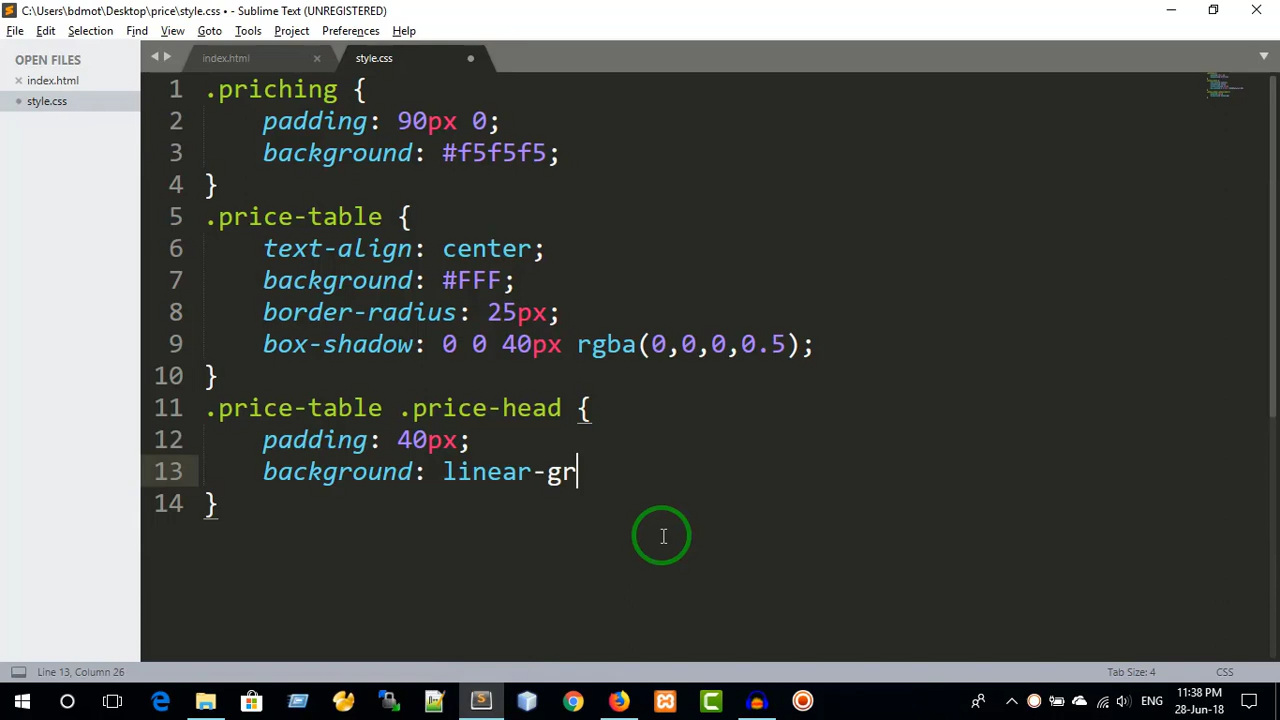 C:\Users\bdmot\Desktop\price\style.css • - Sublime Text (UNREGISTERED)
File Edit Selection Find View Goto Tools Project Preferences Help
OPEN FILES
index.html
style.css
index.html
style.css
1 .priching {
2 padding: 90px 0;
3 background: #f5f5f5;
4 }
5 .price-table {
6 text-align: center;
7 background: #FFF;
8 border-radius: 25px;
9 box-shadow: 0 0 40px rgba(0,0,0,0.5);
10 }
11 .price-table .price-head {
12 padding: 40px;
13 background: linear-gr
14 }
Line 13, Column 26
Tab Size: 4
CSS
ENG
11:38 PM
28-Jun-18